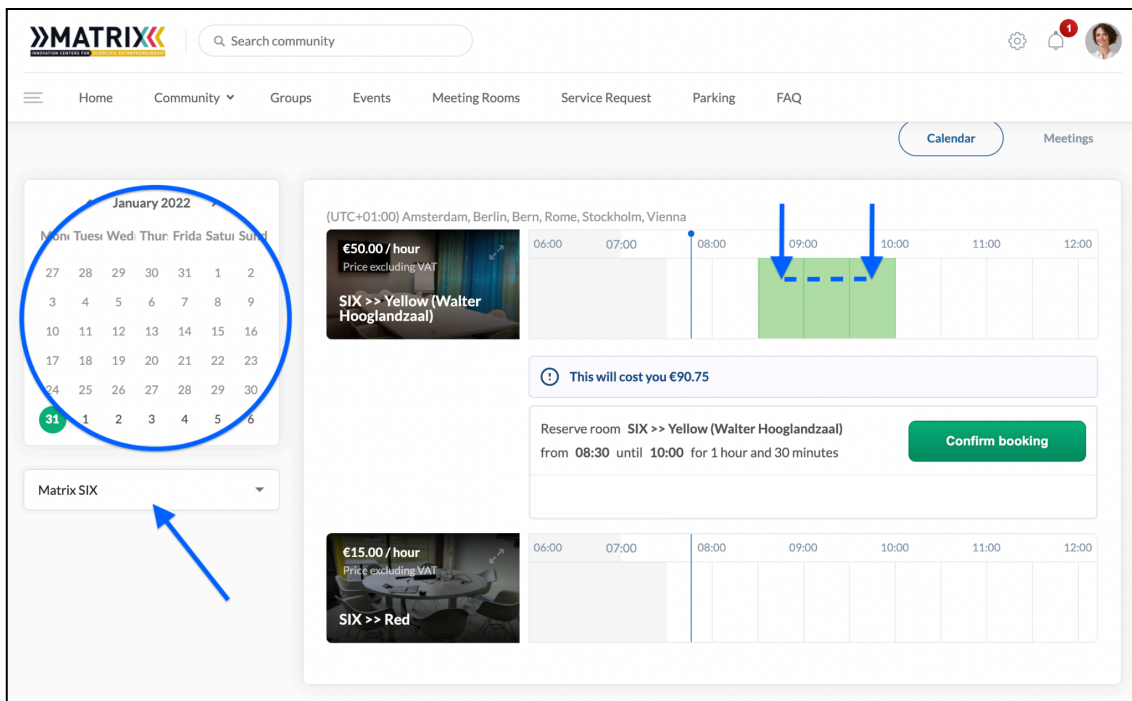 »MATRIX«
INNOVATION CENTERS FOR SCIENTIFIC ENTREPRENEURSHIP
Search community
1
Home Community Groups Events Meeting Rooms Service Request Parking FAQ
Calendar Meetings
January 2022
Mon Tues Wed Thur Frida Satu Sund
27 28 29 30 31 1 2
3 4 5 6 7 8 9
10 11 12 13 14 15 16
17 18 19 20 21 22 23
24 25 26 27 28 29 30
31 1 2 3 4 5 6
Matrix SIX
(UTC+01:00) Amsterdam, Berlin, Bern, Rome, Stockholm, Vienna
€50.00 / hour
Price excluding VAT
SIX >> Yellow (Walter
Hooglandzaal)
06:00 07:00 08:00 09:00 10:00 11:00 12:00
This will cost you €90.75
Reserve room SIX >> Yellow (Walter Hooglandzaal)
from 08:30 until 10:00 for 1 hour and 30 minutes
Confirm booking
€15.00 / hour
Price excluding VAT
SIX >> Red
06:00 07:00 08:00 09:00 10:00 11:00 12:00